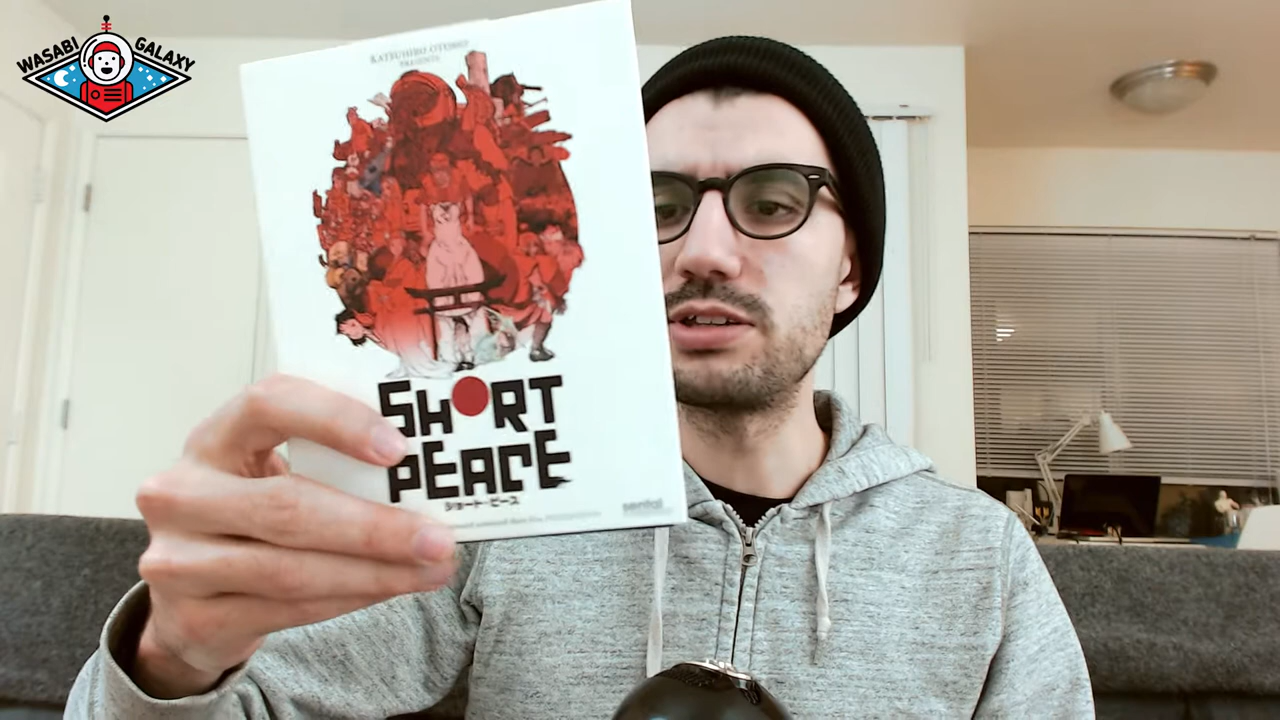 WASABI GALAXY
KATSUHIRO OTOMO
PRESENTS
SHORT
PEACE
ショート・ピース
sentai